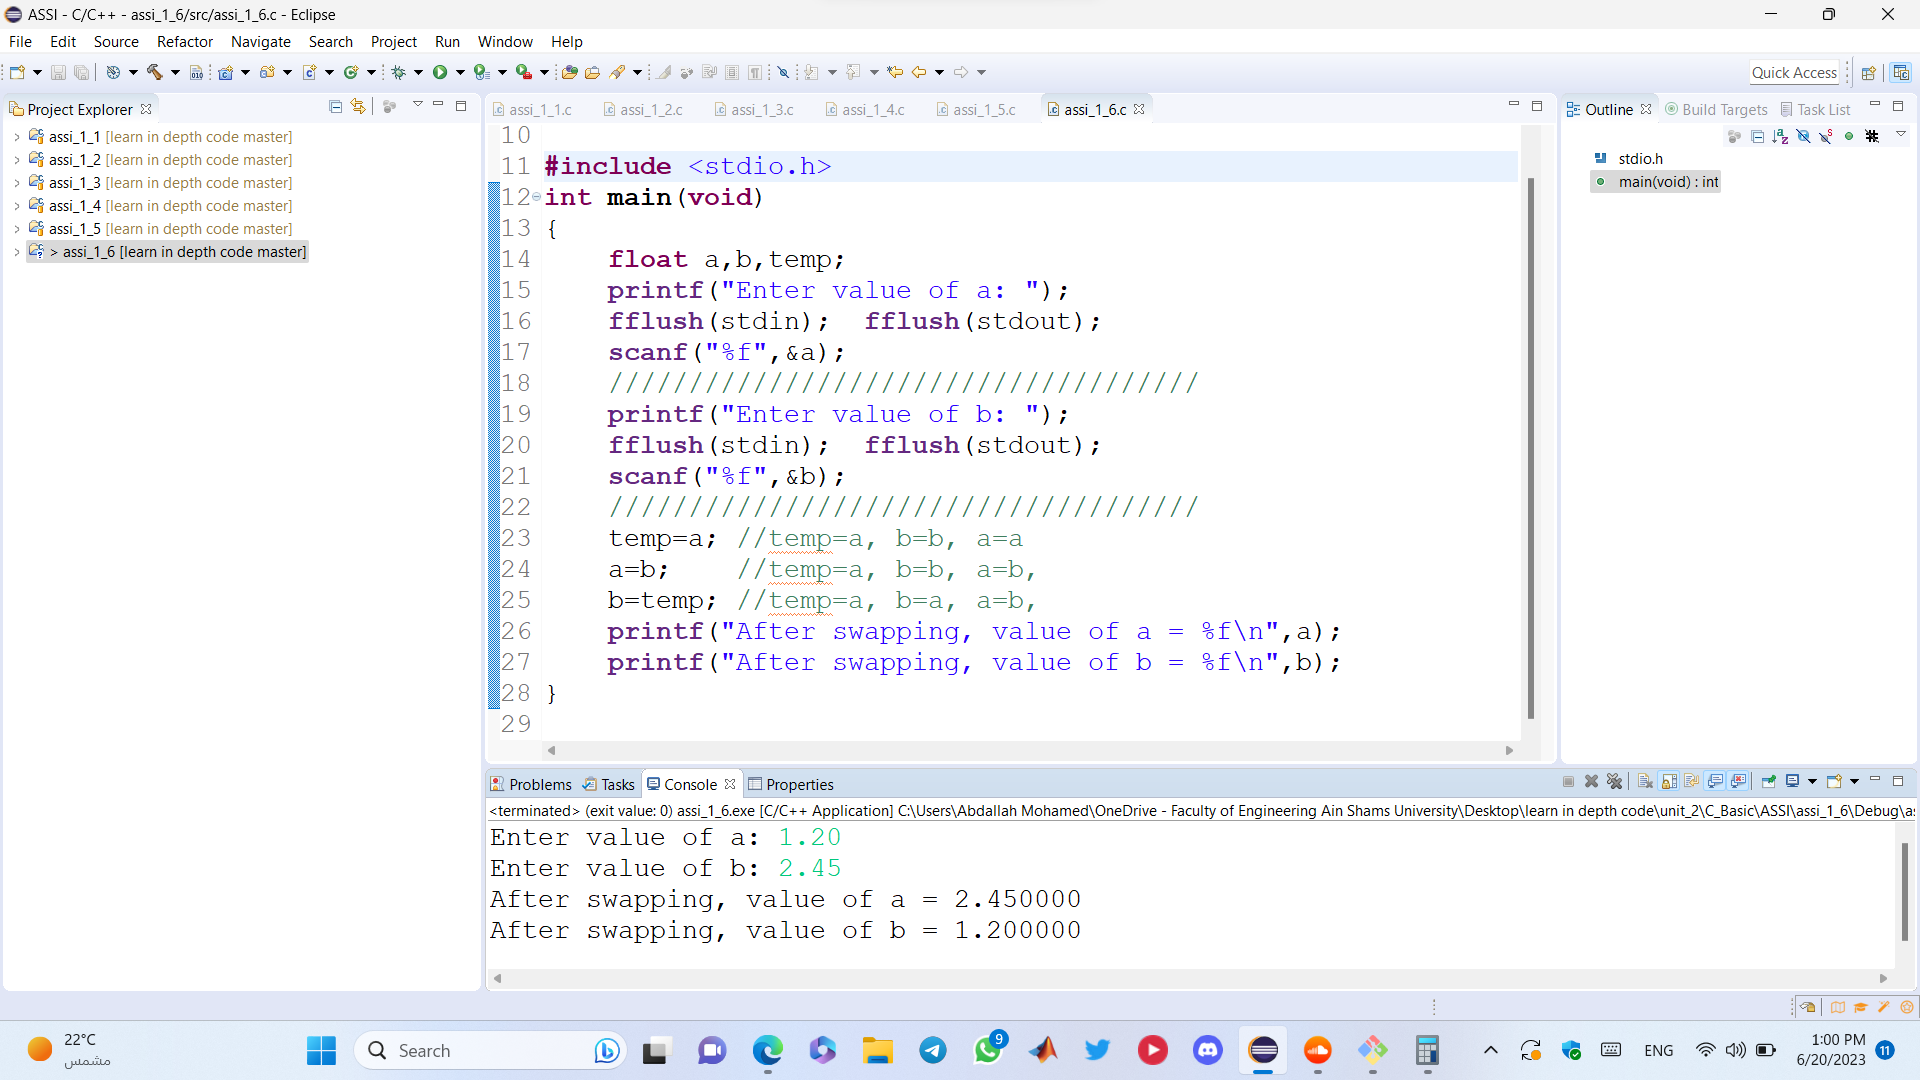 ASSI - C/C++ - assi_1_6/src/assi_1_6.c - Eclipse
File Edit Source Refactor Navigate Search Project Run Window Help
Quick Access
Project Explorer
assi_1_1 [learn in depth code master]
assi_1_2 [learn in depth code master]
assi_1_3 [learn in depth code master]
assi_1_4 [learn in depth code master]
assi_1_5 [learn in depth code master]
> assi_1_6 [learn in depth code master]
assi_1_1.c assi_1_2.c assi_1_3.c assi_1_4.c assi_1_5.c assi_1_6.c
10
11 #include <stdio.h>
12 int main(void)
13 {
14 float a,b,temp;
15 printf("Enter value of a: ");
16 fflush(stdin); fflush(stdout);
17 scanf("%f",&a);
18 /////////////////////////////////////
19 printf("Enter value of b: ");
20 fflush(stdin); fflush(stdout);
21 scanf("%f",&b);
22 /////////////////////////////////////
23 temp=a; //temp=a, b=b, a=a
24 a=b; //temp=a, b=b, a=b,
25 b=temp; //temp=a, b=a, a=b,
26 printf("After swapping, value of a = %f\n",a);
27 printf("After swapping, value of b = %f\n",b);
28 }
29
Outline Build Targets Task List
stdio.h
main(void) : int
Problems Tasks Console Properties
<terminated> (exit value: 0) assi_1_6.exe [C/C++ Application] C:\Users\Abdallah Mohamed\OneDrive - Faculty of Engineering Ain Shams University\Desktop\learn in depth code\unit_2\C_Basic\ASSI\assi_1_6\Debug\as
Enter value of a: 1.20
Enter value of b: 2.45
After swapping, value of a = 2.450000
After swapping, value of b = 1.200000
22°C
مشمس
Search
9
ENG
1:00 PM
6/20/2023
11